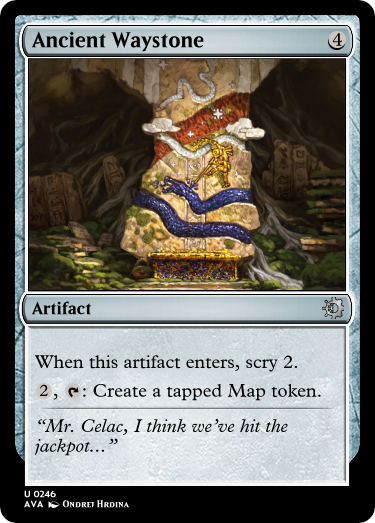 Ancient Waystone 4
Artifact
When this artifact enters, scry 2.
2, : Create a tapped Map token.
“Mr. Celac, I think we’ve hit the
jackpot…”
U 0246
AVA Ondrej Hrdina